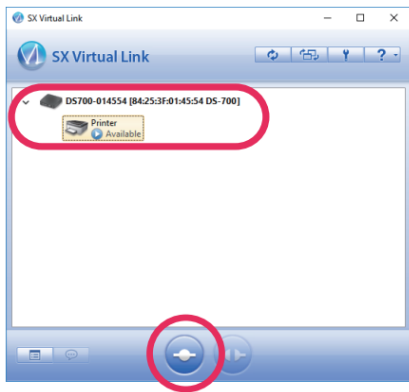 SX Virtual Link
SX Virtual Link
?
DS700-014554 [84:25:3F:01:45:54 DS-700]
Printer
Available